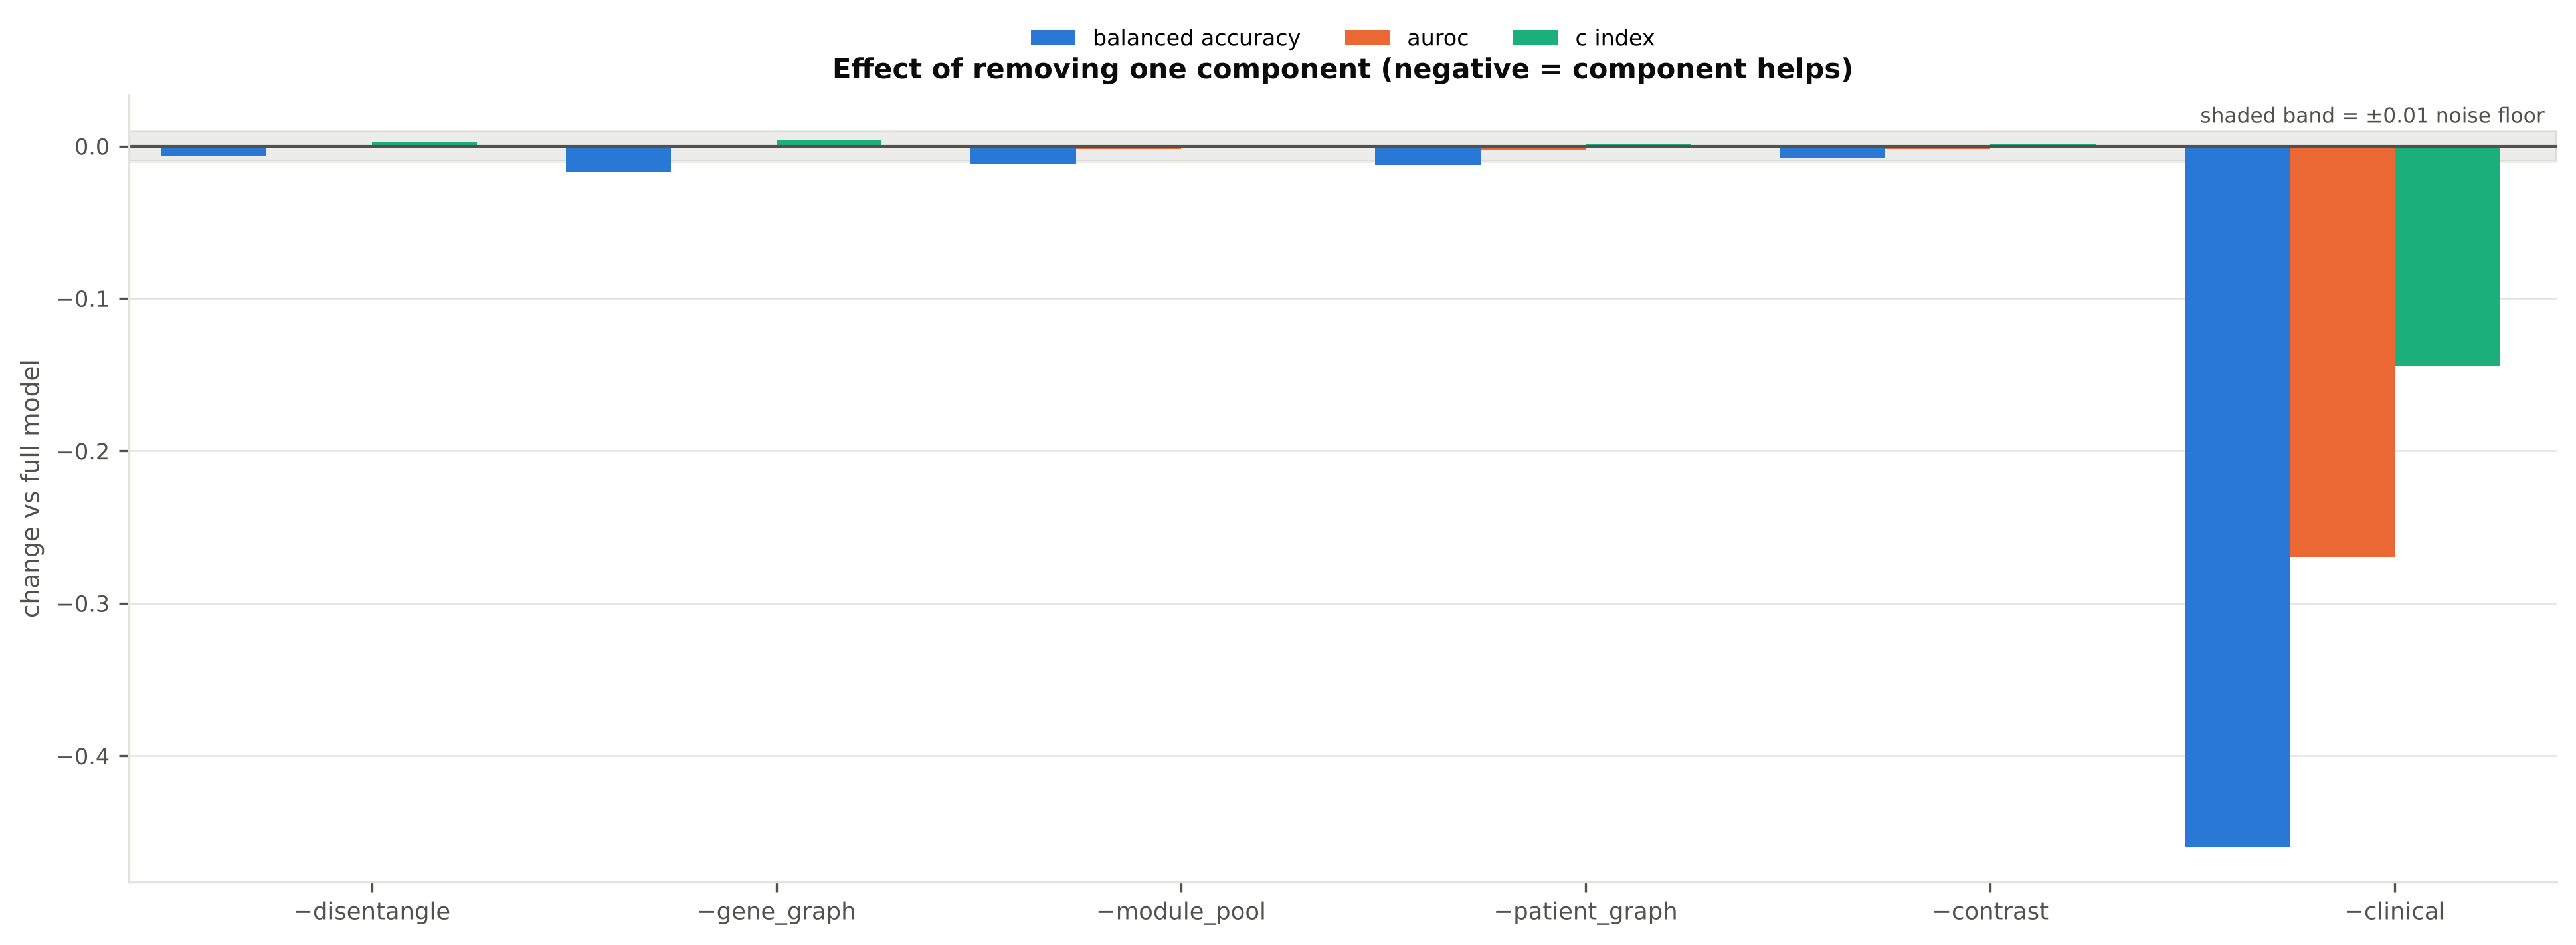 balanced accuracy auroc c index
Effect of removing one component (negative = component helps)
shaded band = ±0.01 noise floor
0.0
−0.1
−0.2
−0.3
−0.4
change vs full model
−disentangle −gene_graph −module_pool −patient_graph −contrast −clinical